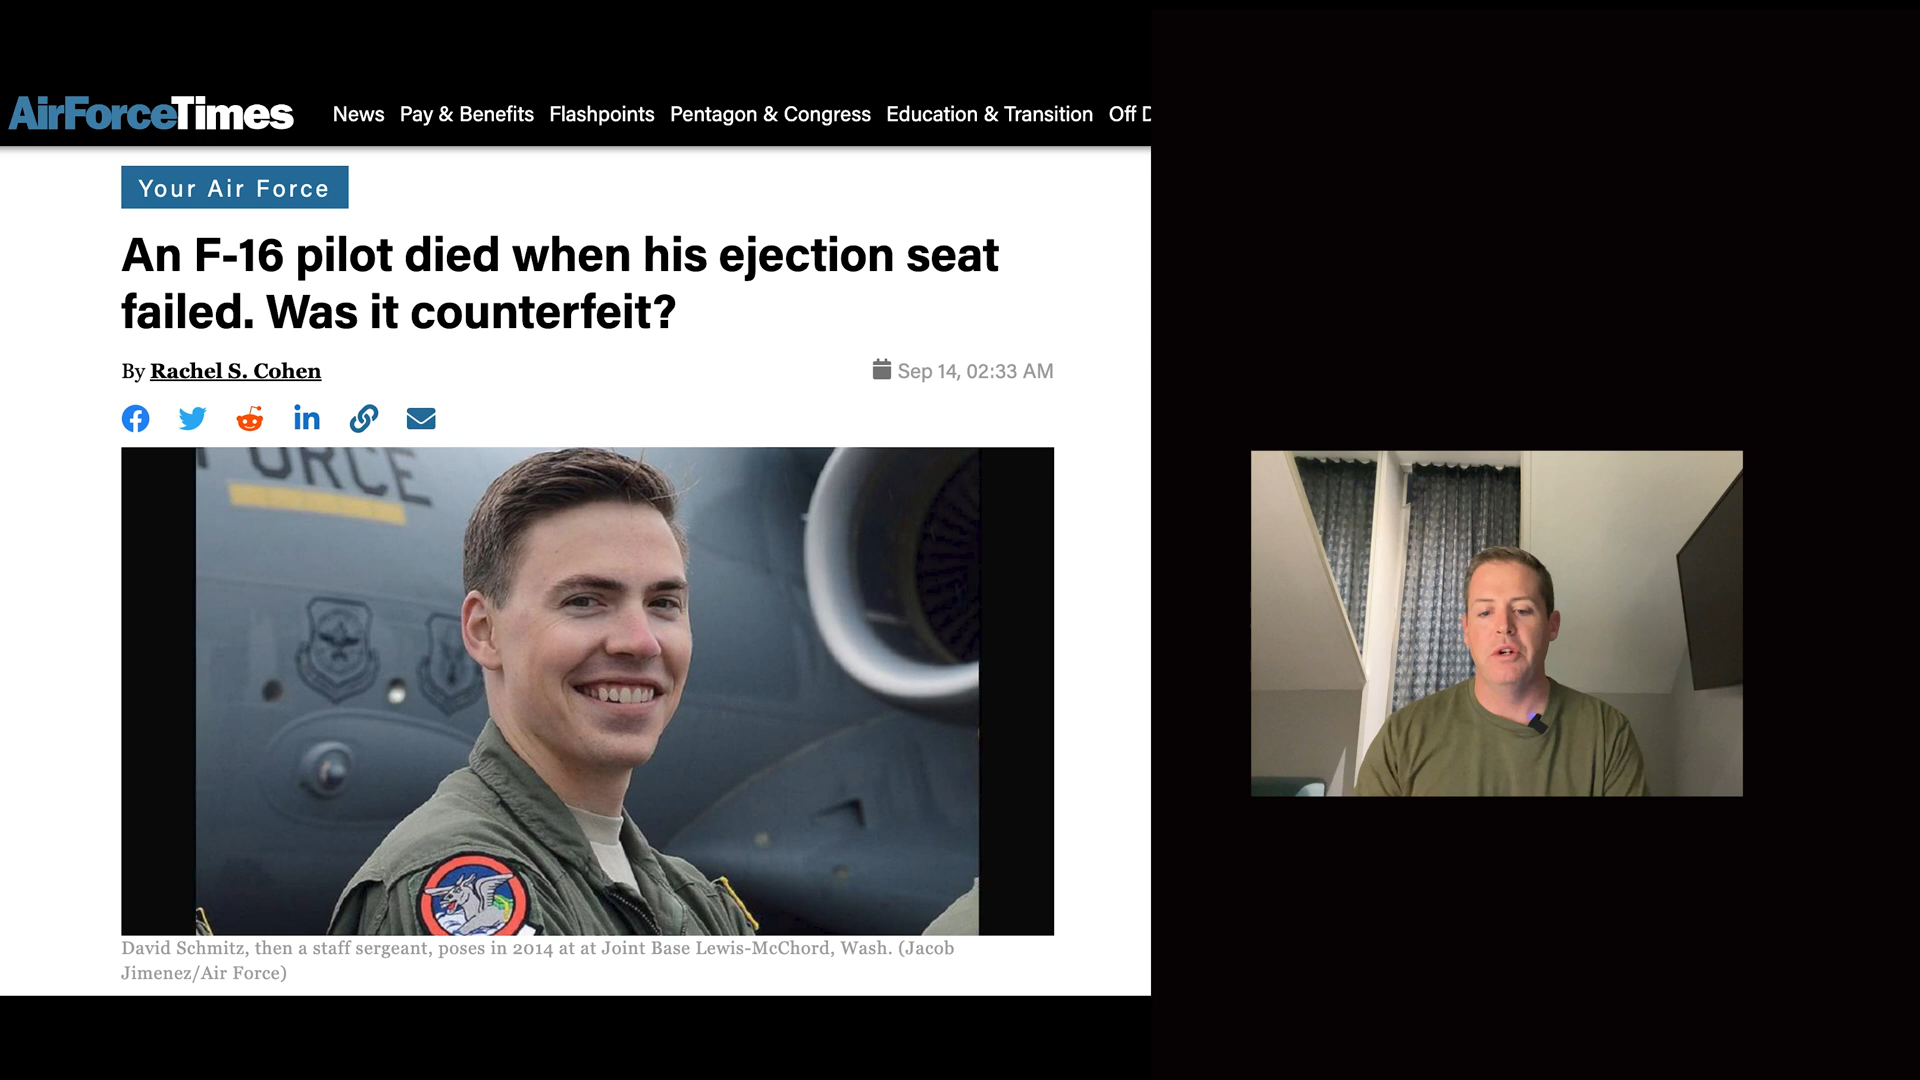 AirForceTimes News Pay & Benefits Flashpoints Pentagon & Congress Education & Transition Off D
Your Air Force
An F-16 pilot died when his ejection seat
failed. Was it counterfeit?
By Rachel S. Cohen
Sep 14, 02:33 AM
FORCE
David Schmitz, then a staff sergeant, poses in 2014 at at Joint Base Lewis-McChord, Wash. (Jacob
Jimenez/Air Force)